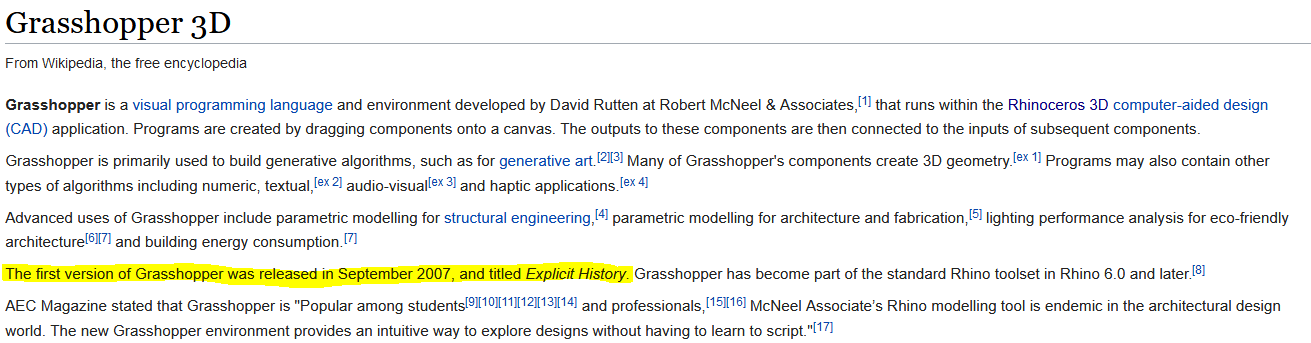 Grasshopper 3D
From Wikipedia, the free encyclopedia
Grasshopper is a visual programming language and environment developed by David Rutten at Robert McNeel & Associates,[1] that runs within the Rhinoceros 3D computer-aided design
(CAD) application. Programs are created by dragging components onto a canvas. The outputs to these components are then connected to the inputs of subsequent components.
Grasshopper is primarily used to build generative algorithms, such as for generative art.[2][3] Many of Grasshopper's components create 3D geometry.[ex 1] Programs may also contain other
types of algorithms including numeric, textual,[ex 2] audio-visual[ex 3] and haptic applications.[ex 4]
Advanced uses of Grasshopper include parametric modelling for structural engineering,[4] parametric modelling for architecture and fabrication,[5] lighting performance analysis for eco-friendly
architecture[6][7] and building energy consumption.[7]
The first version of Grasshopper was released in September 2007, and titled Explicit History. Grasshopper has become part of the standard Rhino toolset in Rhino 6.0 and later.[8]
AEC Magazine stated that Grasshopper is "Popular among students[9][10][11][12][13][14] and professionals,[15][16] McNeel Associate’s Rhino modelling tool is endemic in the architectural design
world. The new Grasshopper environment provides an intuitive way to explore designs without having to learn to script."[17]